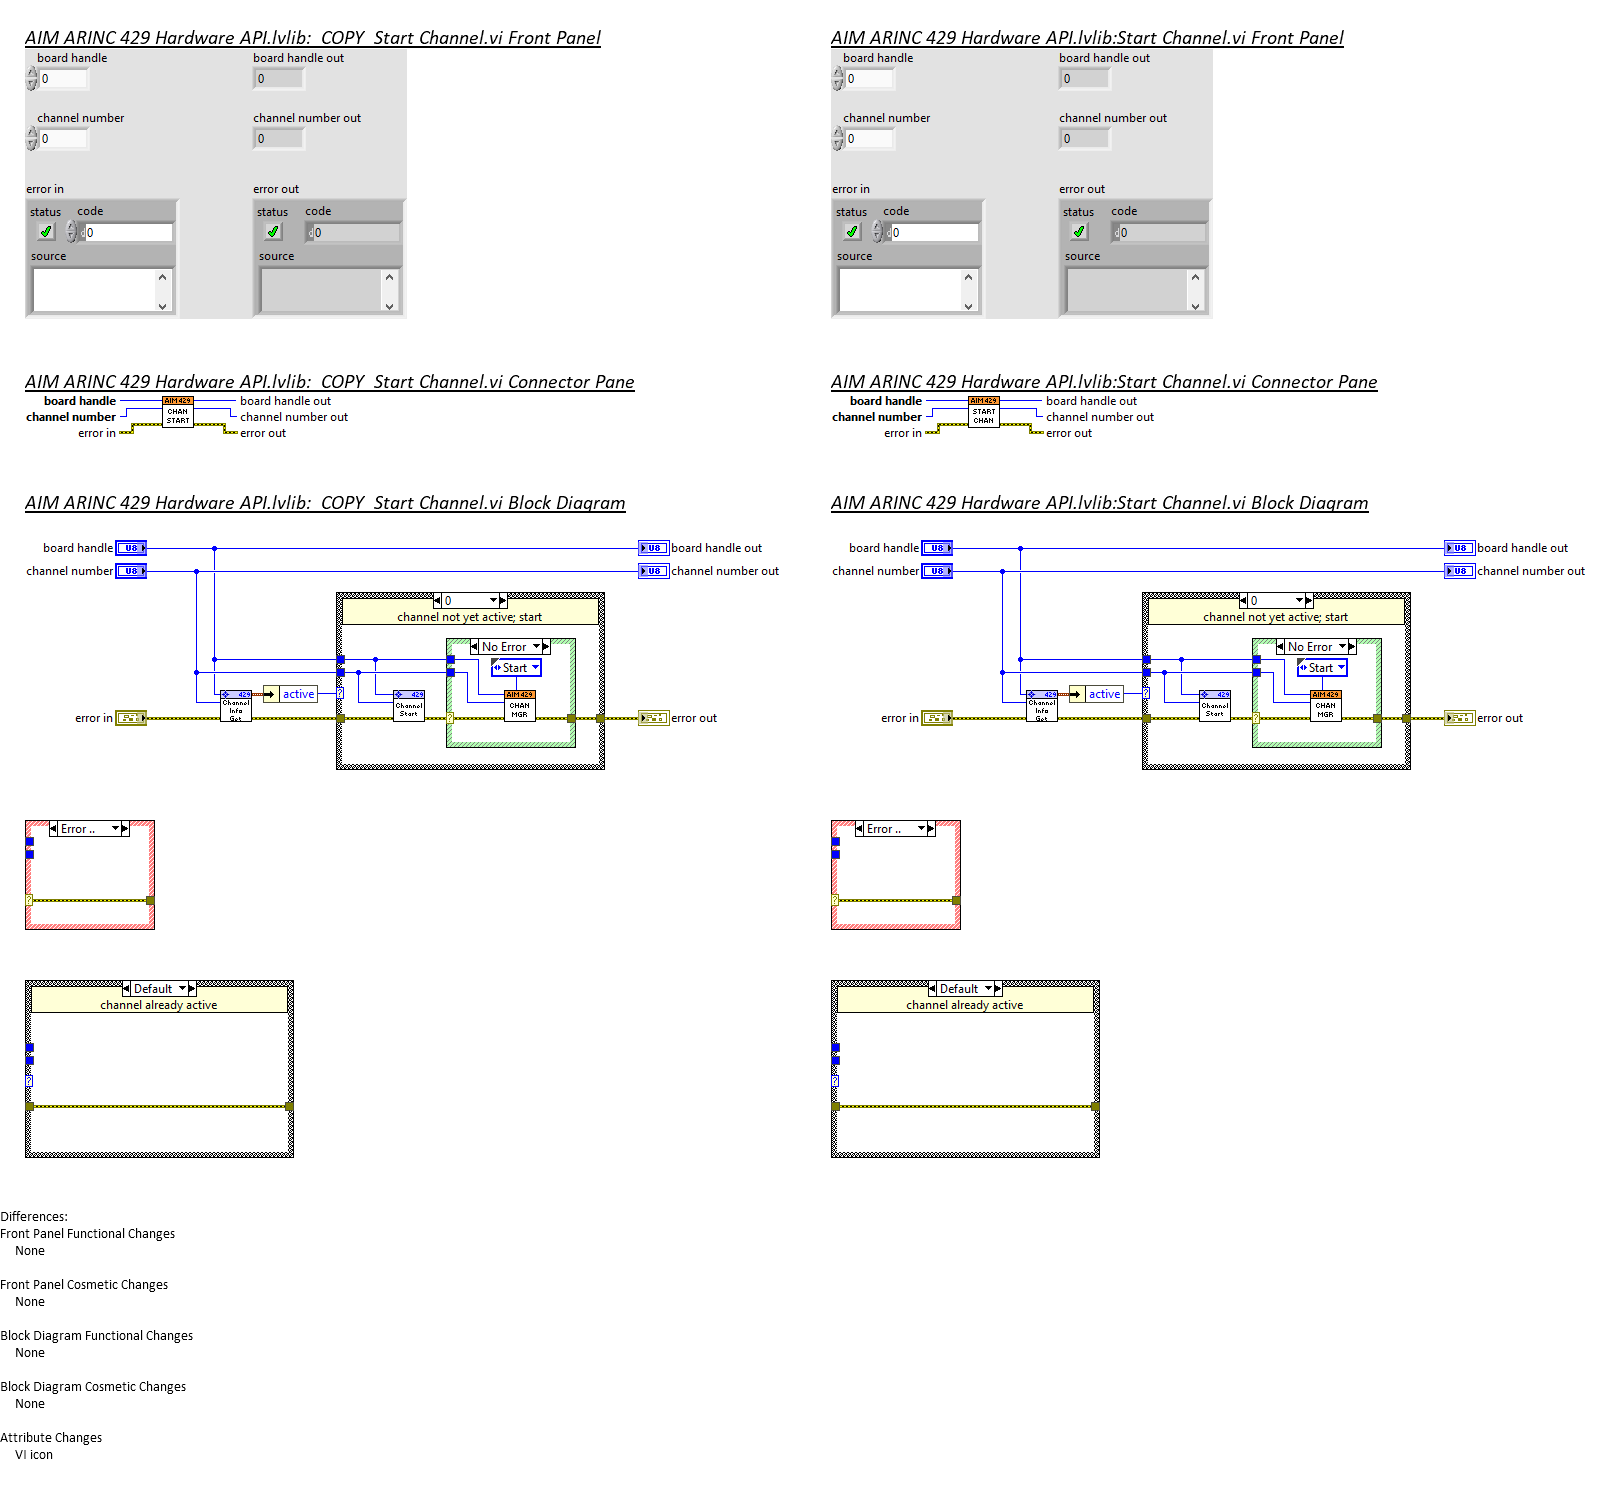 AIM ARINC 429 Hardware API.lvlib:  COPY  Start Channel.vi Front Panel
board handle
board handle out
0
0
channel number
channel number out
0
0
error in
error out
status
code
status
code
d0
d0
source
source
AIM ARINC 429 Hardware API.lvlib:Start Channel.vi Front Panel
board handle
board handle out
0
0
channel number
channel number out
0
0
error in
error out
status
code
status
code
d0
d0
source
source
AIM ARINC 429 Hardware API.lvlib:  COPY  Start Channel.vi Connector Pane
board handle
AIM429
board handle out
channel number
CHAN
START
channel number out
error in
error out
AIM ARINC 429 Hardware API.lvlib:Start Channel.vi Connector Pane
board handle
AIM429
board handle out
channel number
START
CHAN
channel number out
error in
error out
AIM ARINC 429 Hardware API.lvlib:  COPY  Start Channel.vi Block Diagram
board handle
U8
U8
board handle out
channel number
U8
U8
channel number out
0
channel not yet active; start
No Error
Start
429
Channel
Info
Get
active
?
429
Channel
Start
AIM429
CHAN
MGR
error in
?
error out
AIM ARINC 429 Hardware API.lvlib:Start Channel.vi Block Diagram
board handle
U8
U8
board handle out
channel number
U8
U8
channel number out
0
channel not yet active; start
No Error
Start
429
Channel
Info
Get
active
?
429
Channel
Start
AIM429
CHAN
MGR
error in
?
error out
Error ..
?
Error ..
?
Default
channel already active
?
Default
channel already active
?
Differences:
Front Panel Functional Changes
None
Front Panel Cosmetic Changes
None
Block Diagram Functional Changes
None
Block Diagram Cosmetic Changes
None
Attribute Changes
VI icon